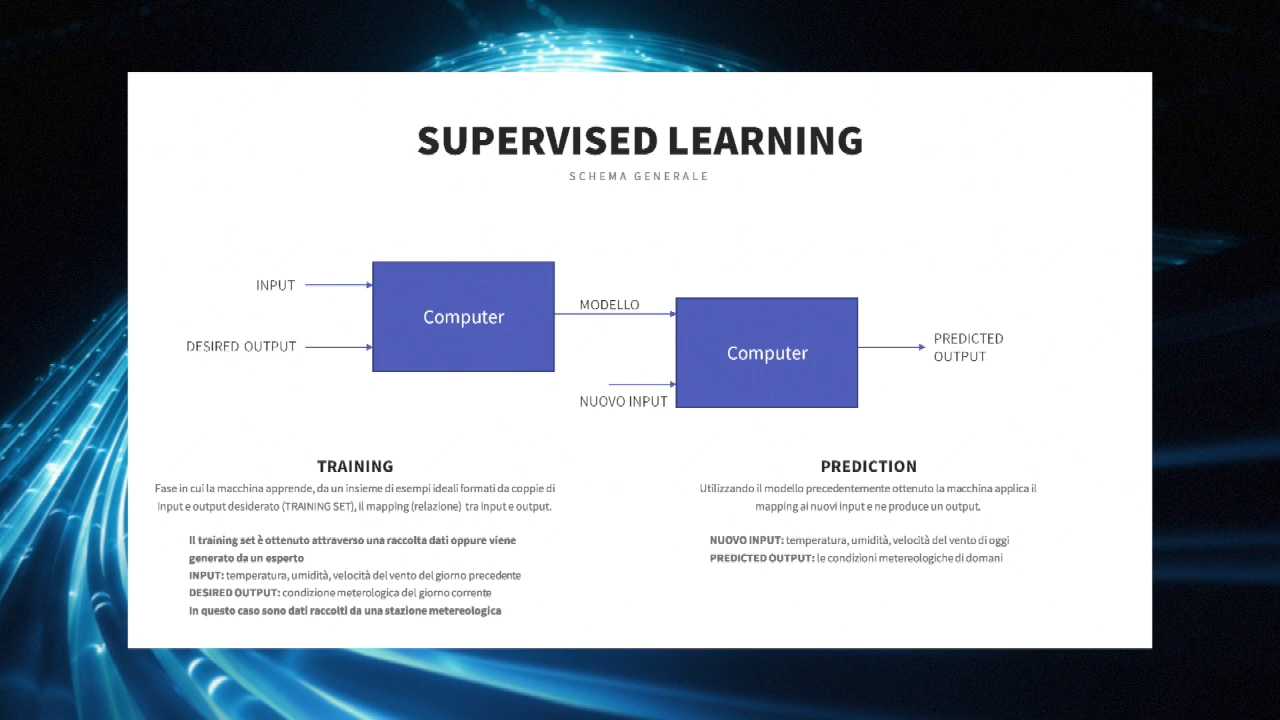 SUPERVISED LEARNING
SCHEMA GENERALE
INPUT
DESIRED OUTPUT
Computer
MODELLO
NUOVO INPUT
Computer
PREDICTED
OUTPUT
TRAINING
Fase in cui la macchina apprende, da un insieme di esempi ideali formati da coppie di
input e output desiderato (TRAINING SET), il mapping (relazione) tra input e output.
Il training set è ottenuto attraverso una raccolta dati oppure viene
generato da un esperto
INPUT: temperatura, umidità, velocità del vento del giorno precedente
DESIRED OUTPUT: condizione meterologica del giorno corrente
In questo caso sono dati raccolti da una stazione metereologica
PREDICTION
Utilizzando il modello precedentemente ottenuto la macchina applica il
mapping ai nuovi input e ne produce un output.
NUOVO INPUT: temperatura, umidità, velocità del vento di oggi
PREDICTED OUTPUT: le condizioni metereologiche di domani